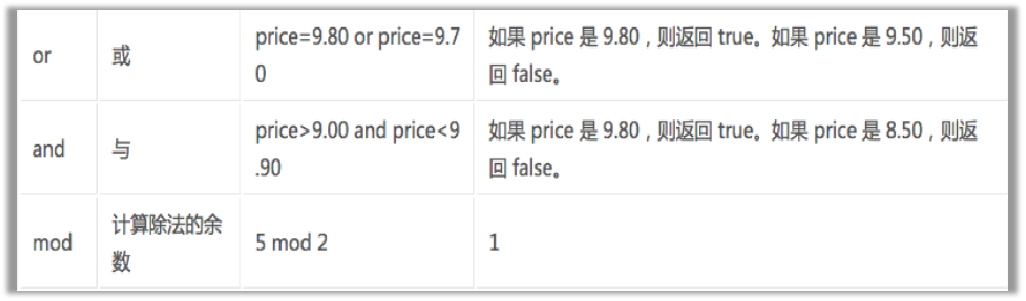 or
或
price=9.80 or price=9.7
0
如果 price 是 9.80，则返回 true。如果 price 是 9.50，则返
回 false。
and
与
price>9.00 and price<9
.90
如果 price 是 9.80，则返回 true。如果 price 是 8.50，则返
回 false。
mod
计算除法的余
数
5 mod 2
1